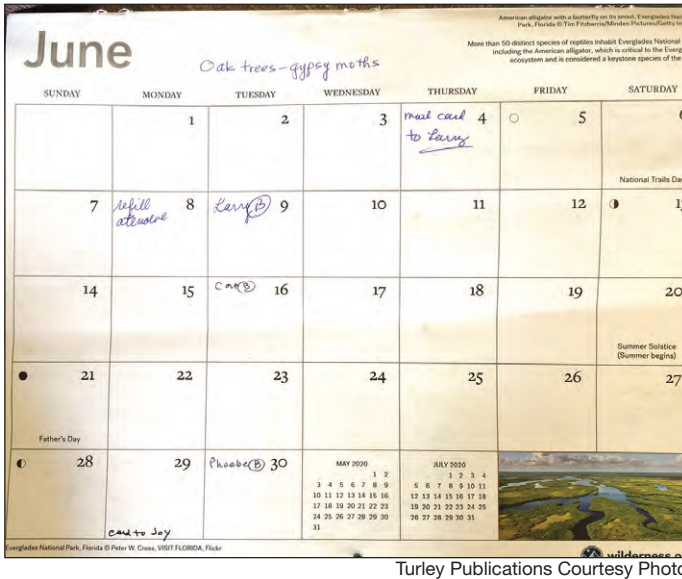 American alligator with a butterfly on its snout, Everglades
Park, Florida © Tim Fitzharris/Minden Pictures/Getty
June
More than 50 distinct species of reptiles inhabit Everglades National
including the American alligator, which is critical to the
ecosystem and is considered a keystone species of the
Oak trees - gypsy moths
SUNDAY MONDAY TUESDAY WEDNESDAY THURSDAY FRIDAY SATURDAY
1 2 3 mail card 4 5
to Larry
National Trails
7 refill 8 Larry B 9 10 11 12
14 15 B 16 17 18 19 20
Summer Solstice
(Summer begins)
21 22 23 24 25 26 27
Father's Day
28 29 Phoebe B 30
card to Joy
MAY 2020
1 2
3 4 5 6 7 8 9
10 11 12 13 14 15 16
17 18 19 20 21 22 23
24 25 26 27 28 29 30
31
JULY 2020
1 2 3 4
5 6 7 8 9 10 11
12 13 14 15 16 17 18
19 20 21 22 23 24 25
26 27 28 29 30 31
Everglades National Park, Florida © Peter W. Cross, VISIT FLORIDA, Flickr
wilderness
Turley Publications Courtesy Photo